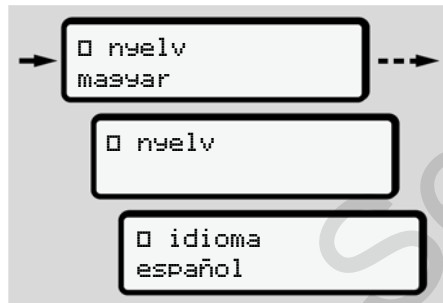 □ nyelv
magyar
□ nyelv
□ idioma
español